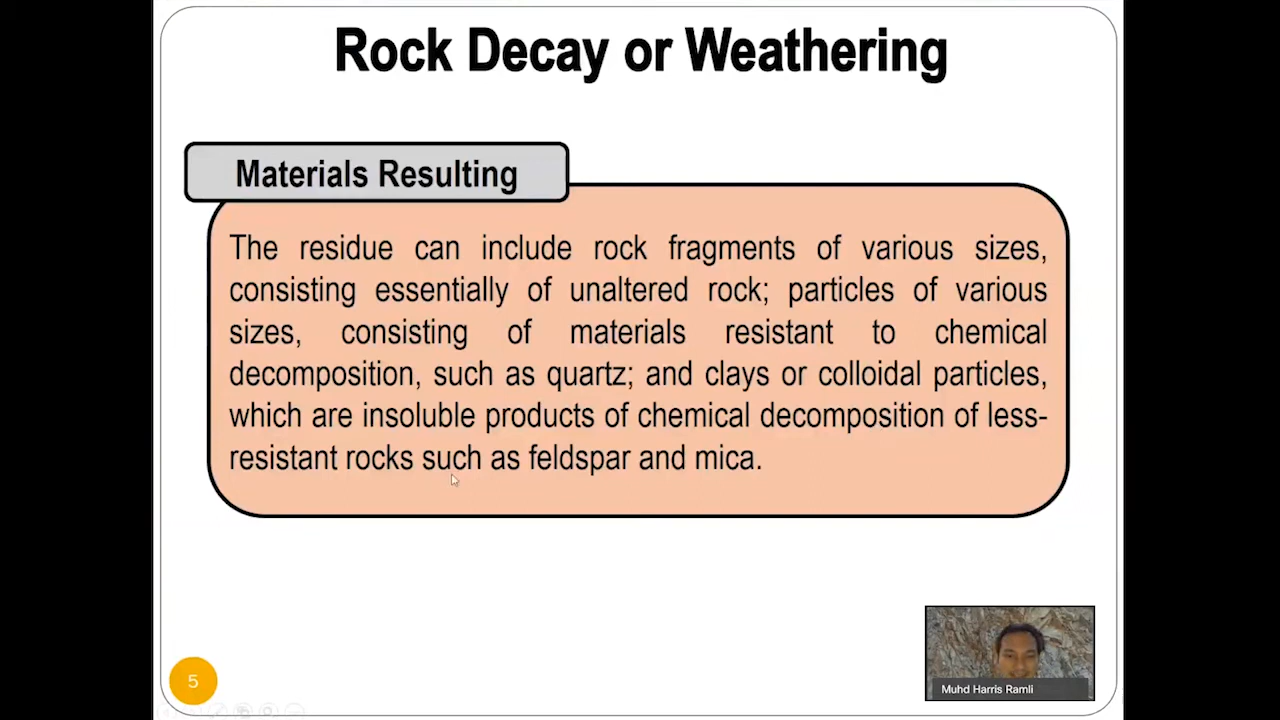 Rock Decay or Weathering
Materials Resulting
The residue can include rock fragments of various sizes,
consisting essentially of unaltered rock; particles of various
sizes, consisting of materials resistant to chemical
decomposition, such as quartz; and clays or colloidal particles,
which are insoluble products of chemical decomposition of less-
resistant rocks such as feldspar and mica.
5
Muhd Harris Ramli